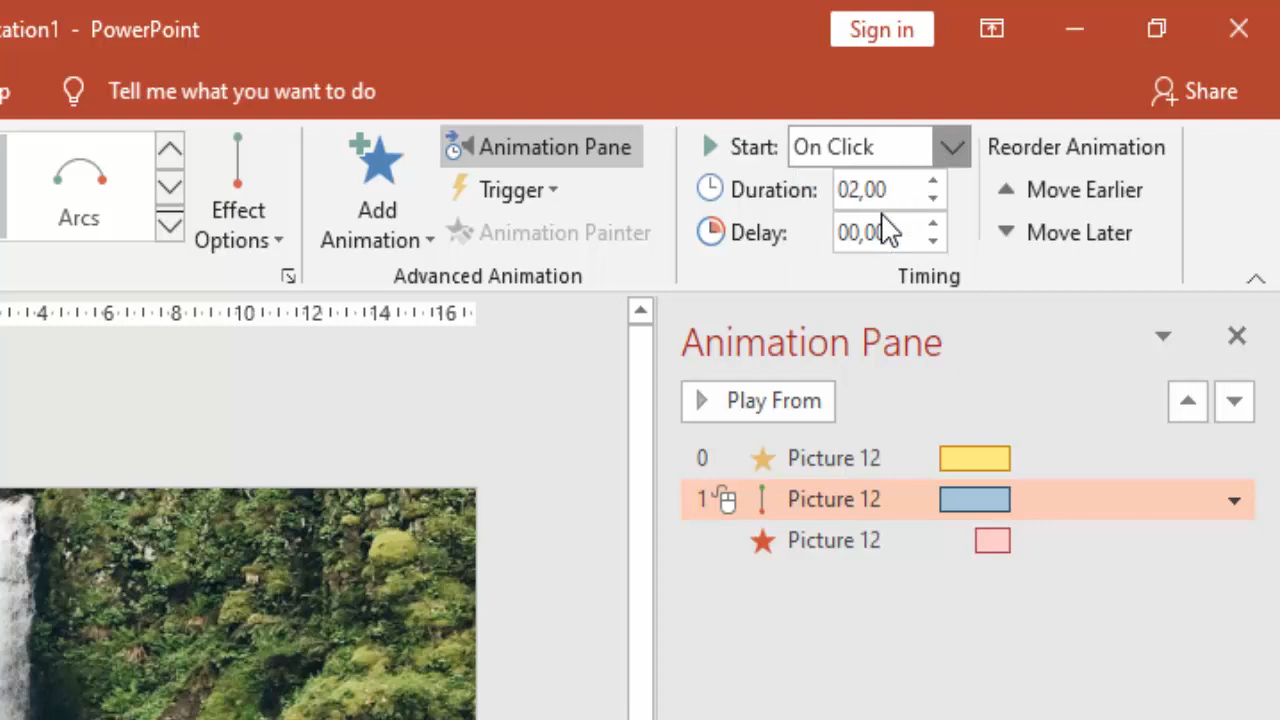 ation1 - PowerPoint
Sign in
p
Tell me what you want to do
Share
Arcs
Effect
Options
Add
Animation
Animation Pane
Trigger
Animation Painter
Advanced Animation
Start: On Click
Duration: 02,00
Delay: 00,00
Reorder Animation
Move Earlier
Move Later
Timing
4 6 8 10 12 14 16
Animation Pane
Play From
0 Picture 12
1 Picture 12
Picture 12